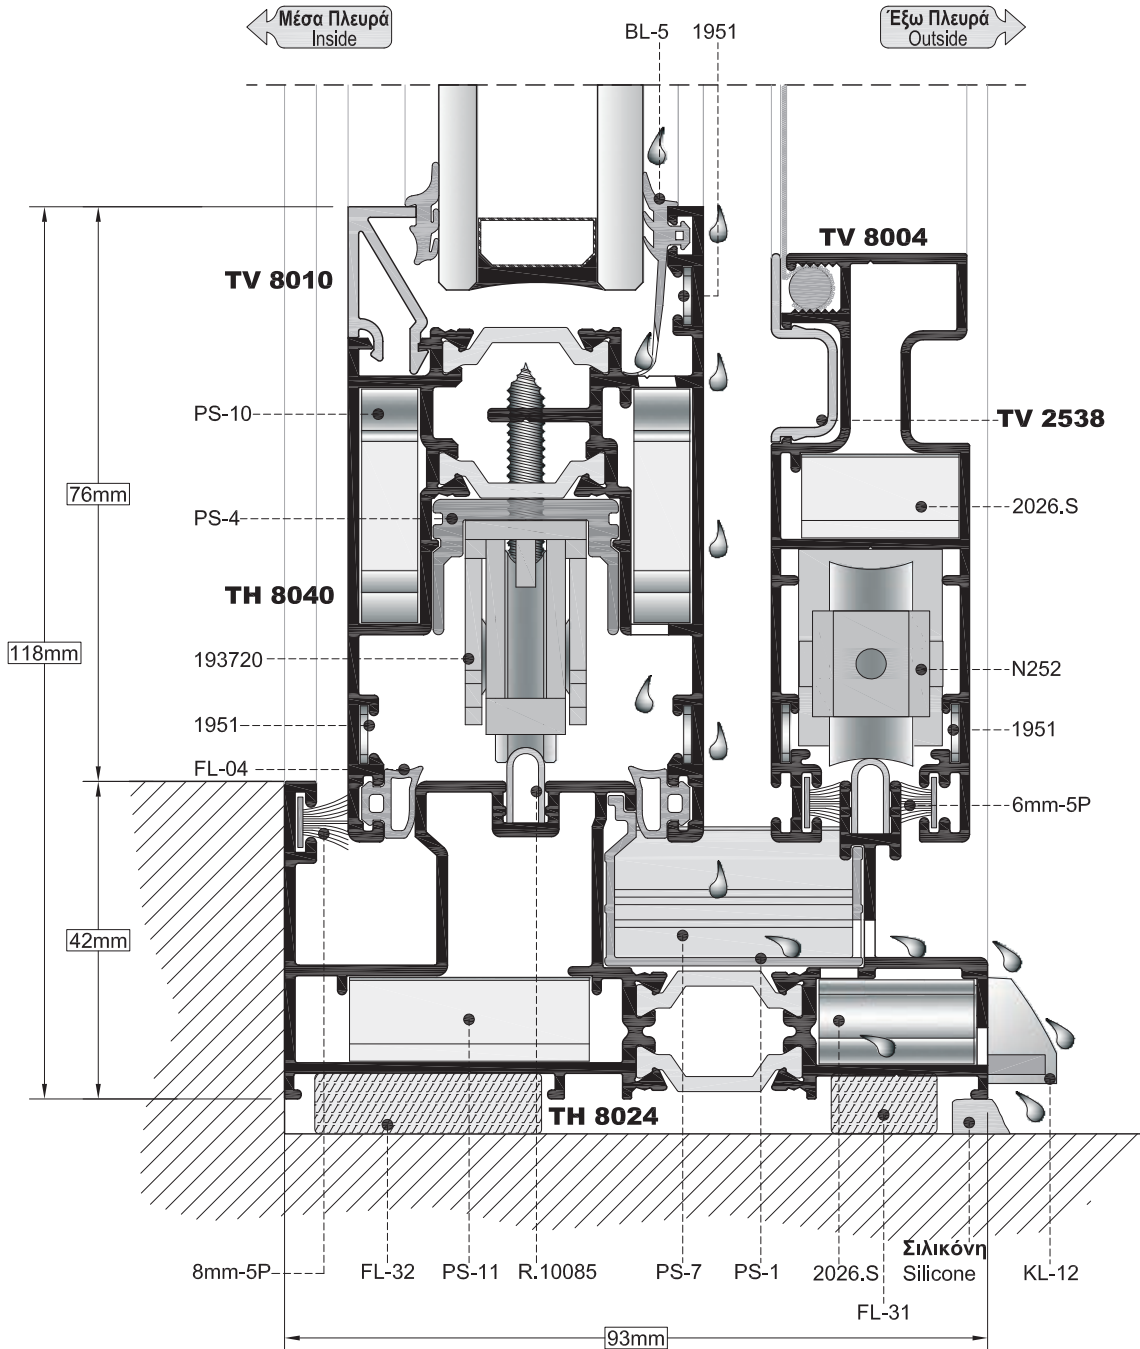 Μέσα Πλευρά
Inside
Έξω Πλευρά
Outside
BL-5
1951
TV 8004
TV 8010
PS-10
TV 2538
76mm
PS-4
2026.S
TH 8040
118mm
193720
N252
1951
1951
FL-04
6mm-5P
42mm
TH 8024
8mm-5P
FL-32
PS-11
R.10085
PS-7
PS-1
2026.S
Σιλικόνη
Silicone
KL-12
FL-31
93mm